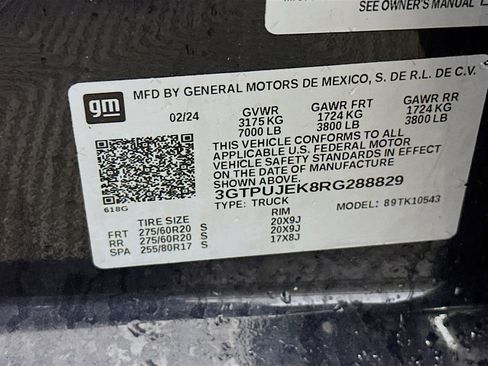 SEE OWNER'S MANUAL
gm
MFD BY GENERAL MOTORS DE MEXICO, S. DE R.L. DE C.V.
02/24 GVWR GAWR FRT GAWR RR
3175 KG 1724 KG 1724 KG
7000 LB 3800 LB 3800 LB
THIS VEHICLE CONFORMS TO ALL
APPLICABLE U.S. FEDERAL MOTOR
VEHICLE SAFETY STANDARDS IN EFFECT
ON THE DATE OF MANUFACTURE
SHOWN ABOVE.
3GTPUJEK8RG288829
618G
TYPE: TRUCK MODEL: 89TK10543
TIRE SIZE RIM
FRT 275/60R20 S 20X9J
RR 275/60R20 S 20X9J
SPA 255/80R17 S 17X8J